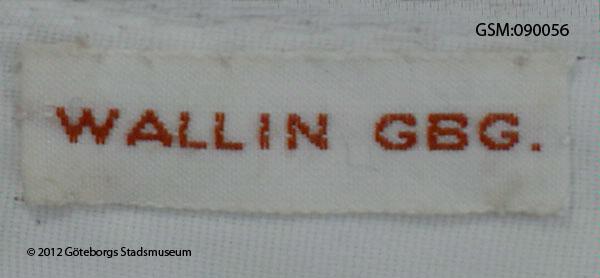 GSM:090056
WALLIN GBG.
© 2012 Göteborgs Stadsmuseum